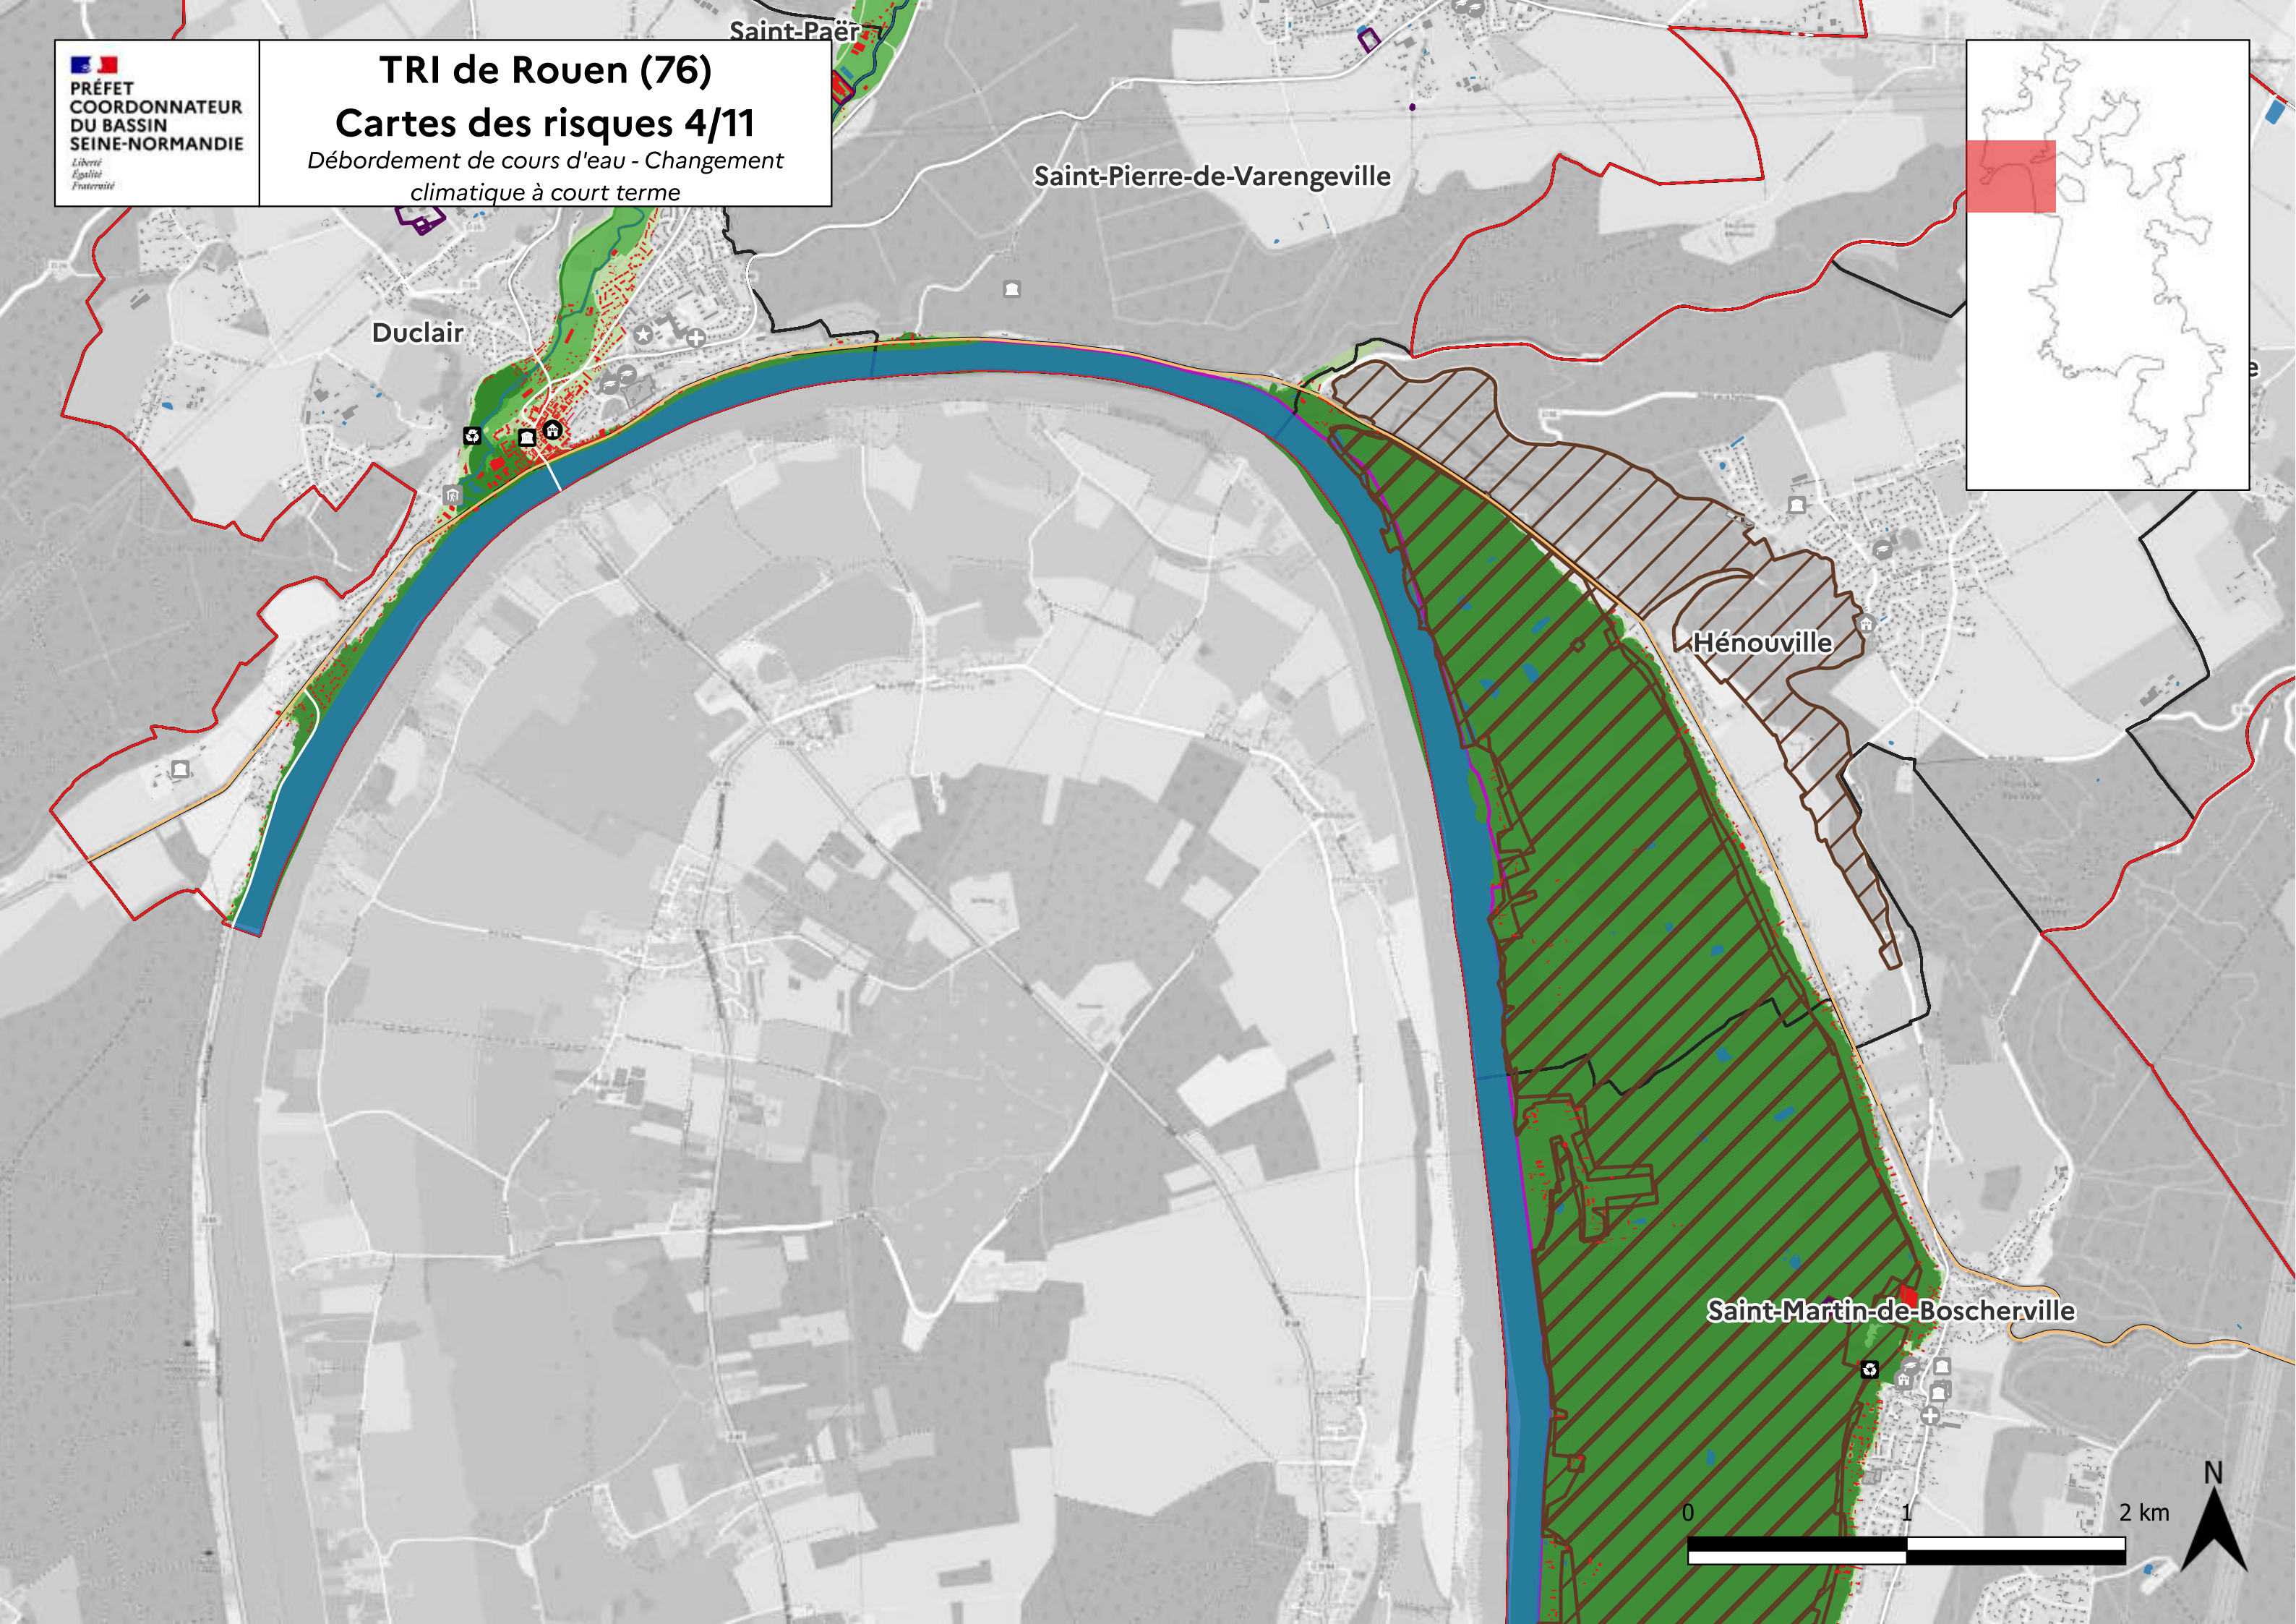 Saint-Paër
PRÉFET
COORDONNATEUR
DU BASSIN
SEINE-NORMANDIE
Liberté
Égalité
Fraternité
TRI de Rouen (76)
Cartes des risques 4/11
Débordement de cours d'eau - Changement
climatique à court terme
Saint-Pierre-de-Varengeville
Duclair
e
Hénouville
Saint-Martin-de-Boscherville
N
0 1 2 km